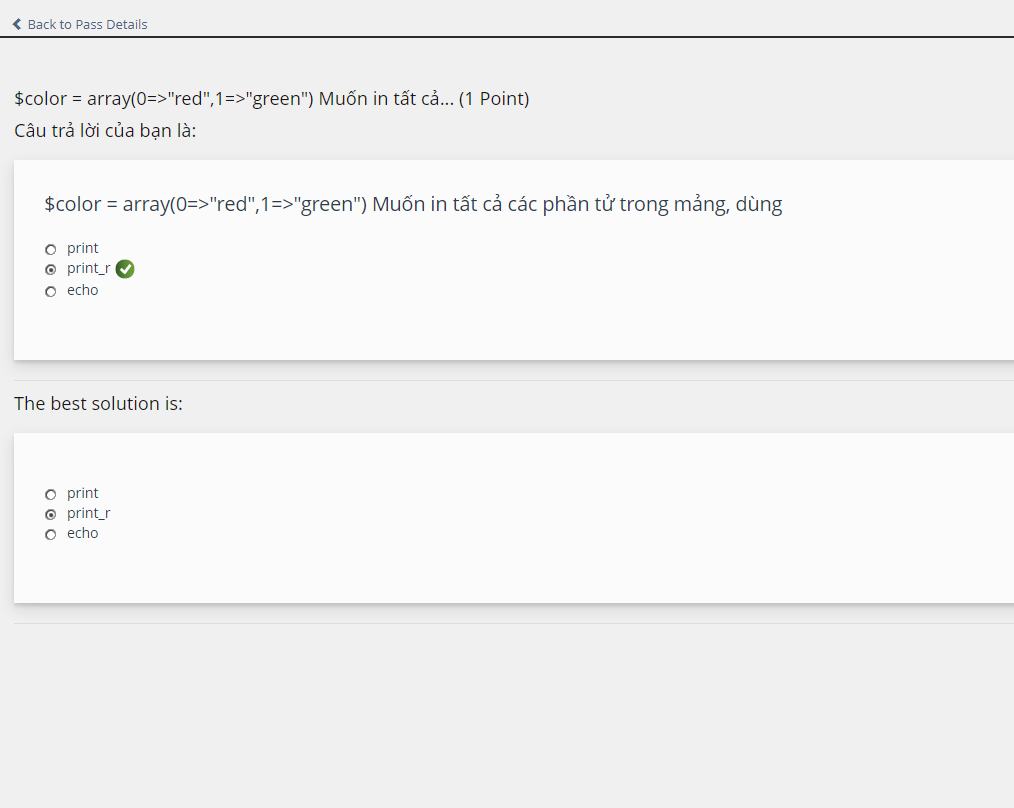 Back to Pass Details
$color = array(0=>"red",1=>"green") Muốn in tất cả... (1 Point)
Câu trả lời của bạn là:
$color = array(0=>"red",1=>"green") Muốn in tất cả các phần tử trong mảng, dùng
print
print_r
echo
The best solution is:
print
print_r
echo